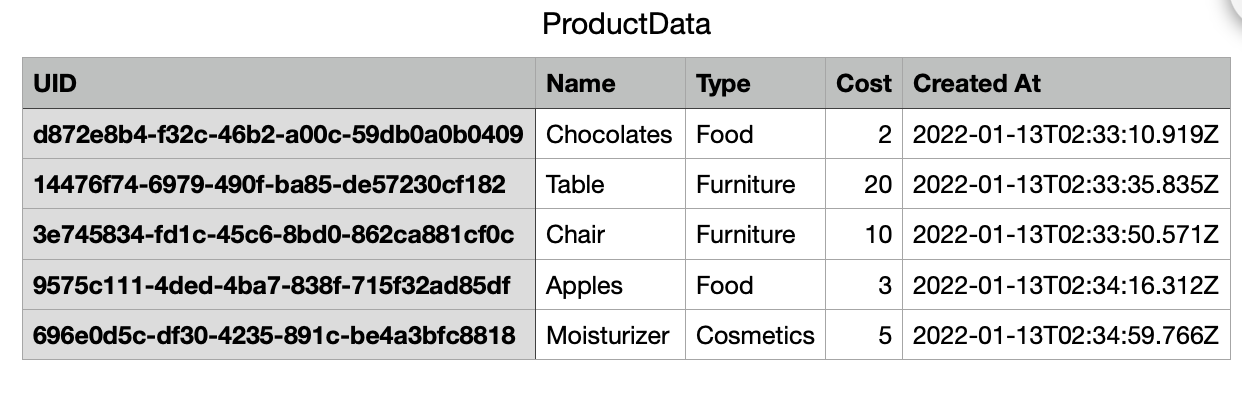 ProductData
UID Name Type Cost Created At
d872e8b4-f32c-46b2-a00c-59db0a0b0409 Chocolates Food 2 2022-01-13T02:33:10.919Z
14476f74-6979-490f-ba85-de57230cf182 Table Furniture 20 2022-01-13T02:33:35.835Z
3e745834-fd1c-45c6-8bd0-862ca881cf0c Chair Furniture 10 2022-01-13T02:33:50.571Z
9575c111-4ded-4ba7-838f-715f32ad85df Apples Food 3 2022-01-13T02:34:16.312Z
696e0d5c-df30-4235-891c-be4a3bfc8818 Moisturizer Cosmetics 5 2022-01-13T02:34:59.766Z